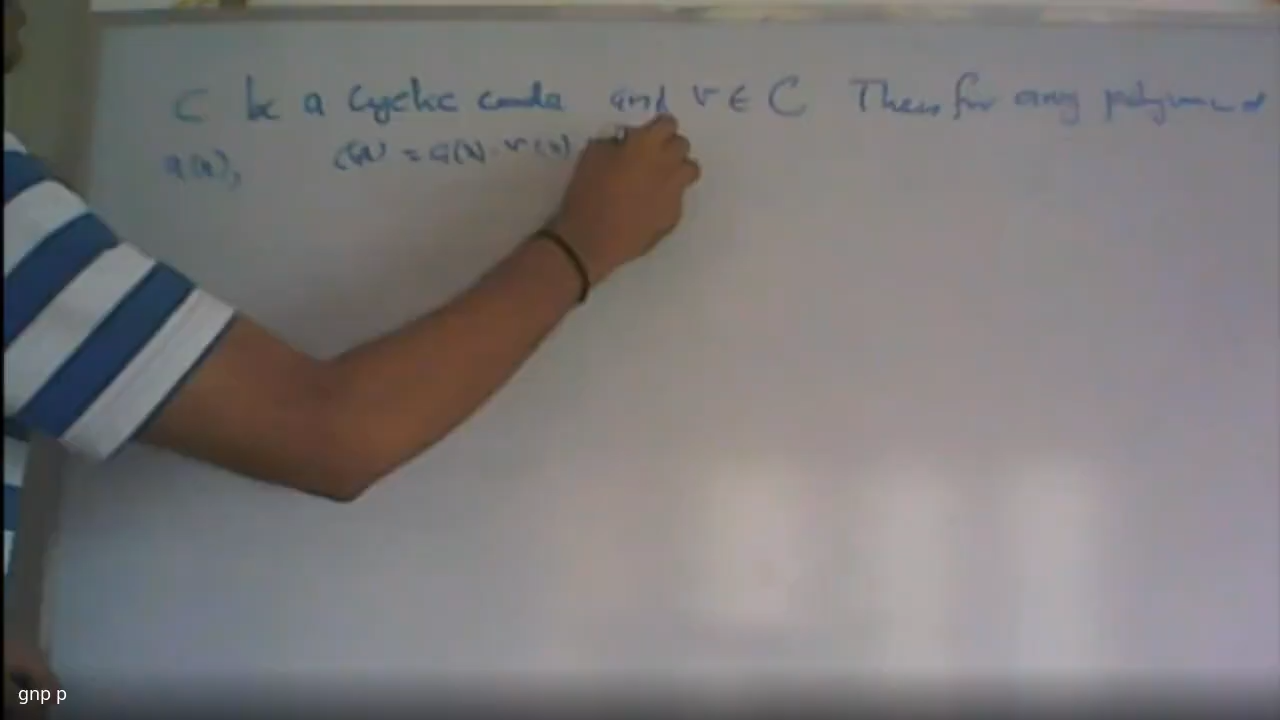 C be a cyclic code and v ∈ C Then for any polynomial
a(x), c(x) = a(x) · v(x)
gnp p